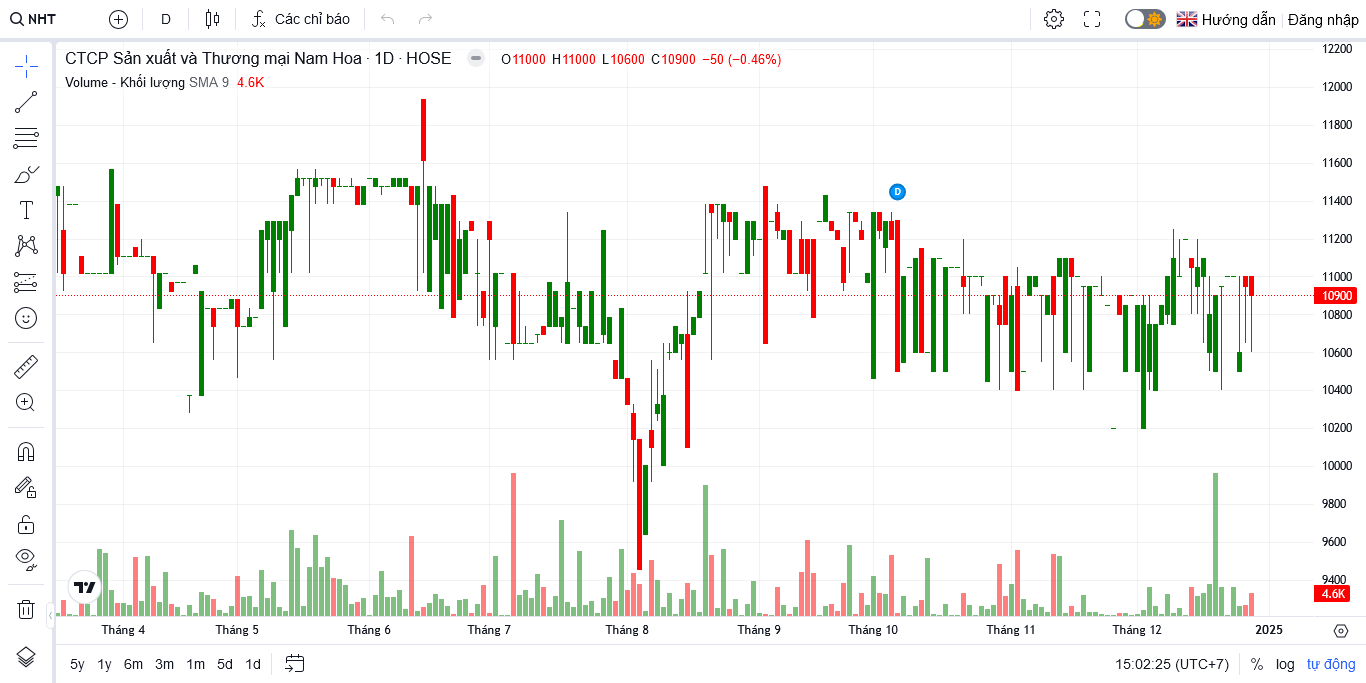 NHT D Các chỉ báo Hướng dẫn Đăng nhập
CTCP Sản xuất và Thương mại Nam Hoa · 1D · HOSE O11000 H11000 L10600 C10900 −50 (−0.46%)
Volume - Khối lượng SMA 9 4.6K
12200
12000
11800
11600
11400
D
11200
11000
10900
10800
10600
10400
10200
10000
9800
9600
9400
4.6K
Tháng 4 Tháng 5 Tháng 6 Tháng 7 Tháng 8 Tháng 9 Tháng 10 Tháng 11 Tháng 12 2025
5y 1y 6m 3m 1m 5d 1d 15:02:25 (UTC+7) % log tự động